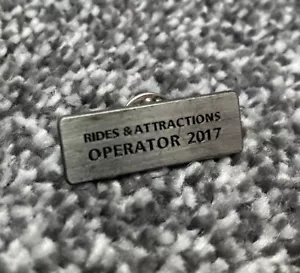 RIDES & ATTRACTIONS
OPERATOR 2017